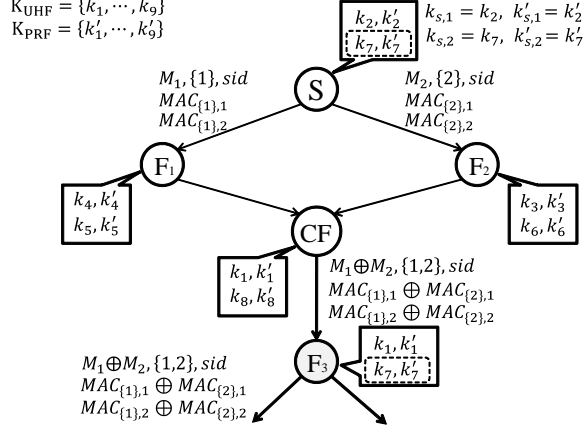 K_UHF = {k_1, ⋯, k_9}
K_PRF = {k'_1, ⋯, k'_9}
k_2, k'_2
k_7, k'_7
k_{s,1} = k_2, k'_{s,1} = k'_2
k_{s,2} = k_7, k'_{s,2} = k'_7
S
M_1, {1}, sid
MAC_{{1},1}
MAC_{{1},2}
M_2, {2}, sid
MAC_{{2},1}
MAC_{{2},2}
F_1
F_2
k_4, k'_4
k_5, k'_5
k_3, k'_3
k_6, k'_6
CF
k_1, k'_1
k_8, k'_8
M_1⊕M_2, {1,2}, sid
MAC_{{1},1} ⊕ MAC_{{2},1}
MAC_{{1},2} ⊕ MAC_{{2},2}
F_3
k_1, k'_1
k_7, k'_7
M_1⊕M_2, {1,2}, sid
MAC_{{1},1} ⊕ MAC_{{2},1}
MAC_{{1},2} ⊕ MAC_{{2},2}